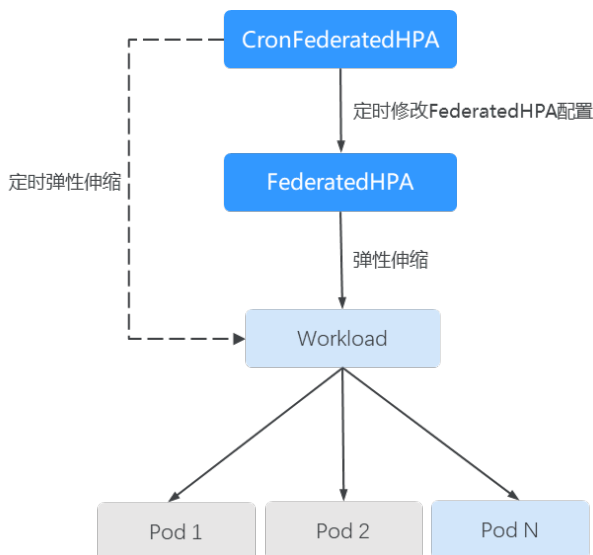 CronFederatedHPA
定时修改FederatedHPA配置
定时弹性伸缩
FederatedHPA
弹性伸缩
Workload
Pod 1
Pod 2
Pod N